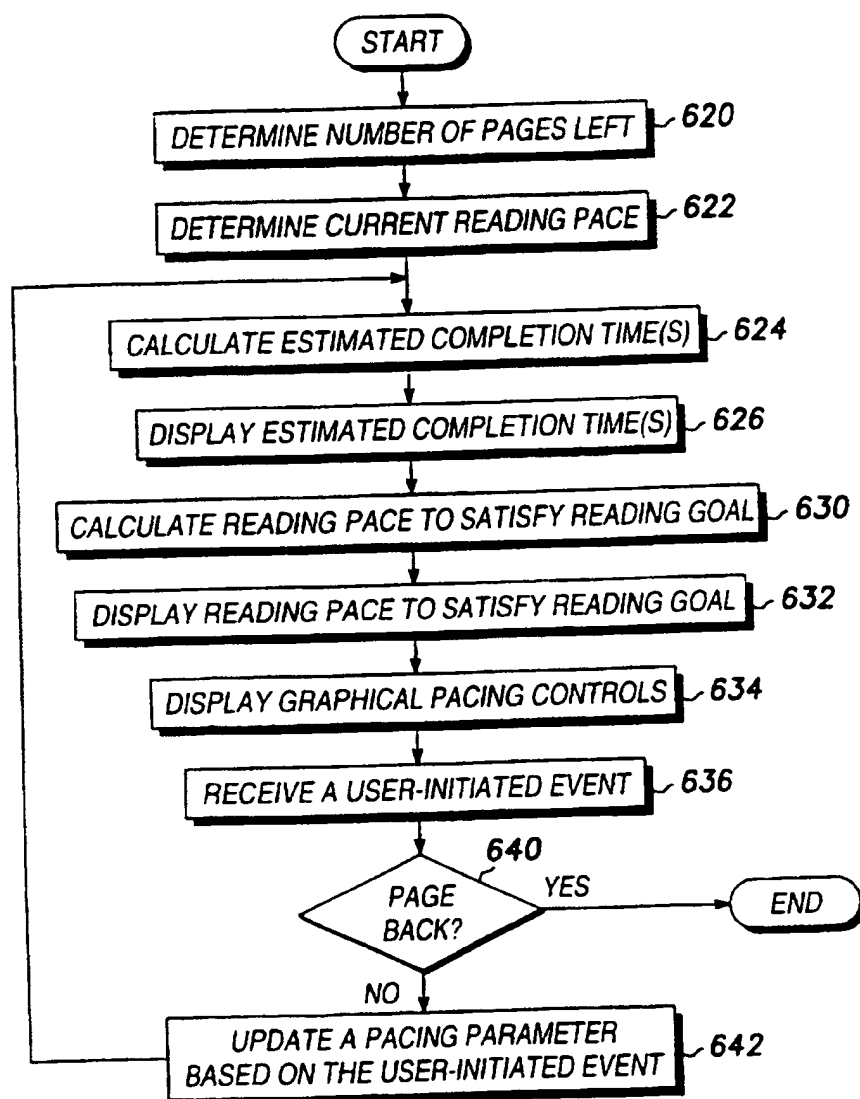 START
DETERMINE NUMBER OF PAGES LEFT 620
DETERMINE CURRENT READING PACE 622
CALCULATE ESTIMATED COMPLETION TIME(S) 624
DISPLAY ESTIMATED COMPLETION TIME(S) 626
CALCULATE READING PACE TO SATISFY READING GOAL 630
DISPLAY READING PACE TO SATISFY READING GOAL 632
DISPLAY GRAPHICAL PACING CONTROLS 634
RECEIVE A USER-INITIATED EVENT 636
640
PAGE
BACK?
YES
END
NO
UPDATE A PACING PARAMETER
BASED ON THE USER-INITIATED EVENT 642